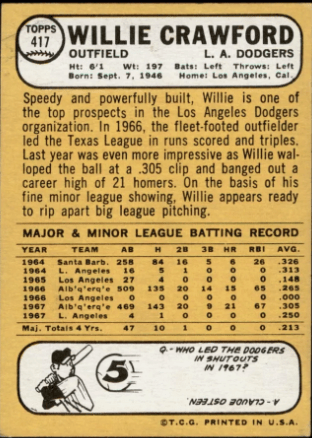 TOPPS
417
WILLIE CRAWFORD
OUTFIELD L. A. DODGERS
Ht: 6'1 Wt: 197 Bats: Left Throws: Left
Born: Sept. 7, 1946 Home: Los Angeles, Cal.
Speedy and powerfully built, Willie is one of
the top prospects in the Los Angeles Dodgers
organization. In 1966, the fleet-footed outfielder
led the Texas League in runs scored and triples.
Last year was even more impressive as Willie wal-
loped the ball at a .305 clip and banged out a
career high of 21 homers. On the basis of his
fine minor league showing, Willie appears ready
to rip apart big league pitching.
MAJOR & MINOR LEAGUE BATTING RECORD
YEAR TEAM AB H 2B 3B HR RBI AVG.
1964 Santa Barb. 258 84 16 5 6 26 .326
1964 L. Angeles 16 5 1 0 0 0 .313
1965 Los Angeles 27 4 0 0 0 0 .148
1966 Alb'q'erq'e 509 135 20 14 15 65 .265
1966 Los Angeles 0 0 0 0 0 0 .000
1967 Alb'q'erq'e 469 143 20 9 21 67 .305
1967 L. Angeles 4 1 0 0 0 0 .250
Maj. Totals 4 Yrs. 47 10 1 0 0 0 .213
5
Q.-WHO LED THE DODGERS
IN SHUTOUTS
IN 1967?
A.-CLAUDE OSTEEN
©T.C.G. PRINTED IN U.S.A.